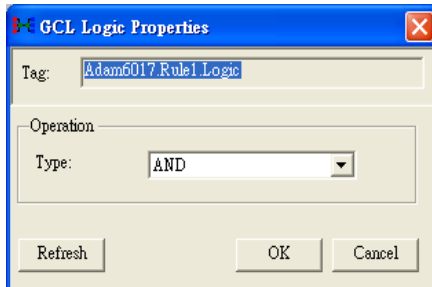 GCL Logic Properties
Tag: Adam6017.Rule1.Logic
Operation
Type: AND
Refresh OK Cancel